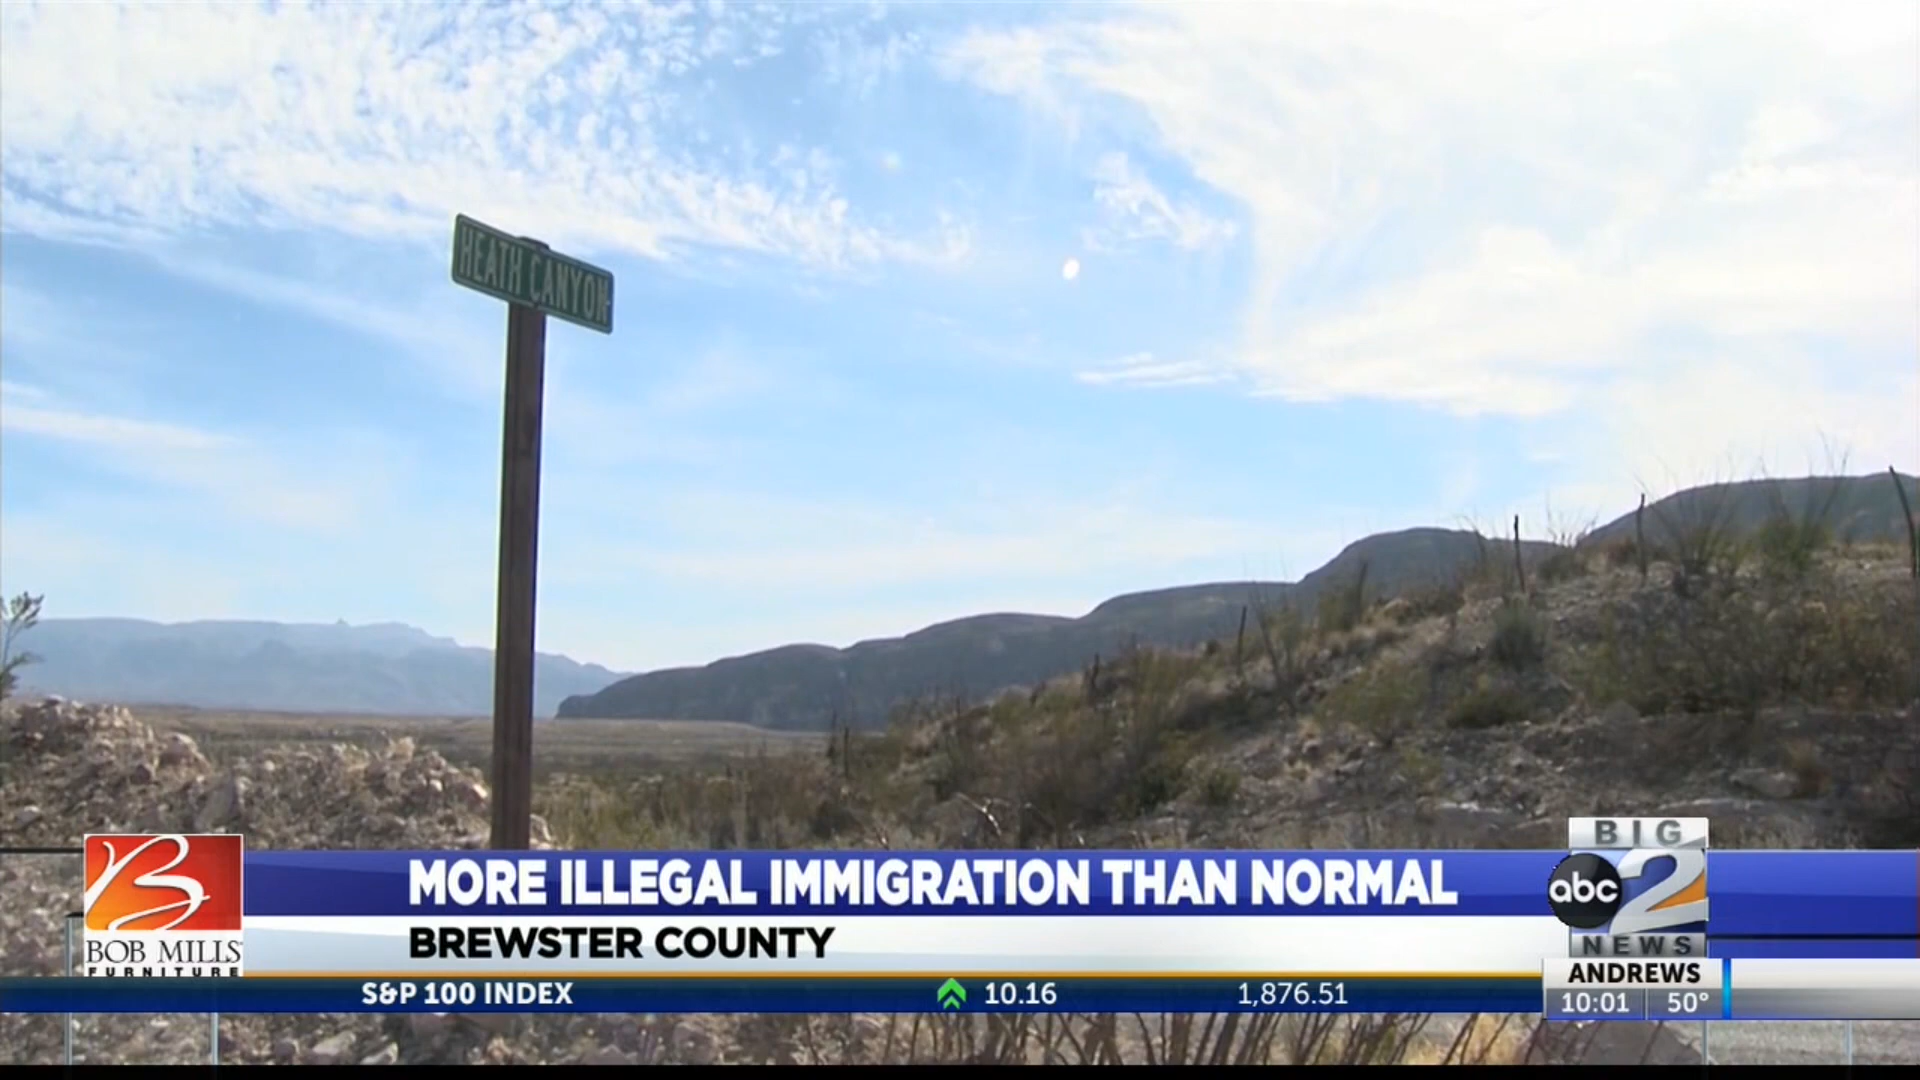 HEATH CANYON
MORE ILLEGAL IMMIGRATION THAN NORMAL
BREWSTER COUNTY
BOB MILLS
FURNITURE
BIG
abc 2
NEWS
ANDREWS
10:01 50°
S&P 100 INDEX 10.16 1,876.51